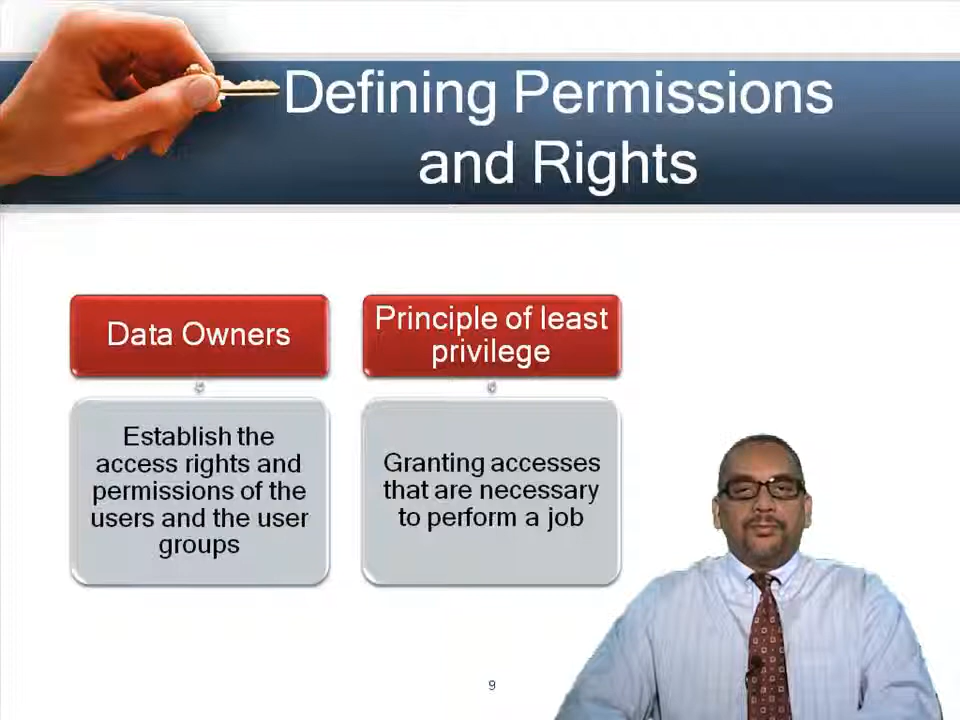 Defining Permissions
and Rights
Data Owners
Establish the
access rights and
permissions of the
users and the user
groups
Principle of least
privilege
Granting accesses
that are necessary
to perform a job
9